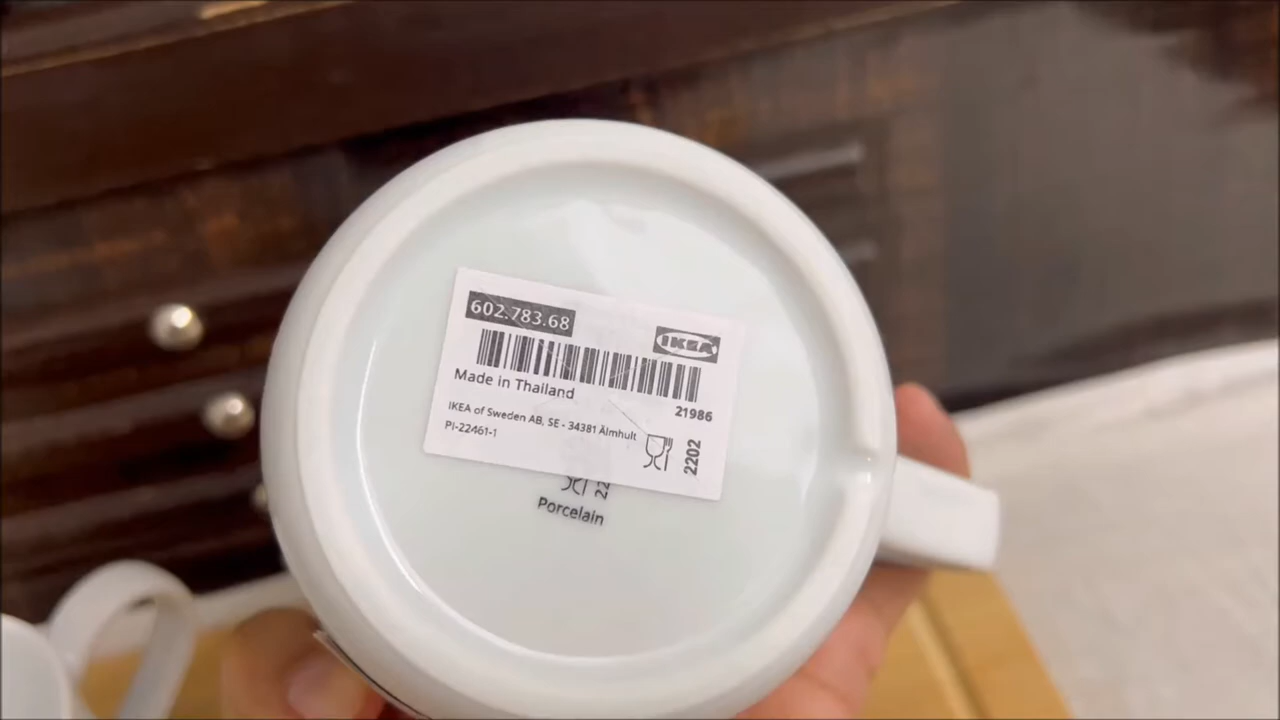 602.783.68
IKEA
Made in Thailand
21986
IKEA of Sweden AB, SE - 34381 Älmhult
PI-22461-1
2202
Porcelain